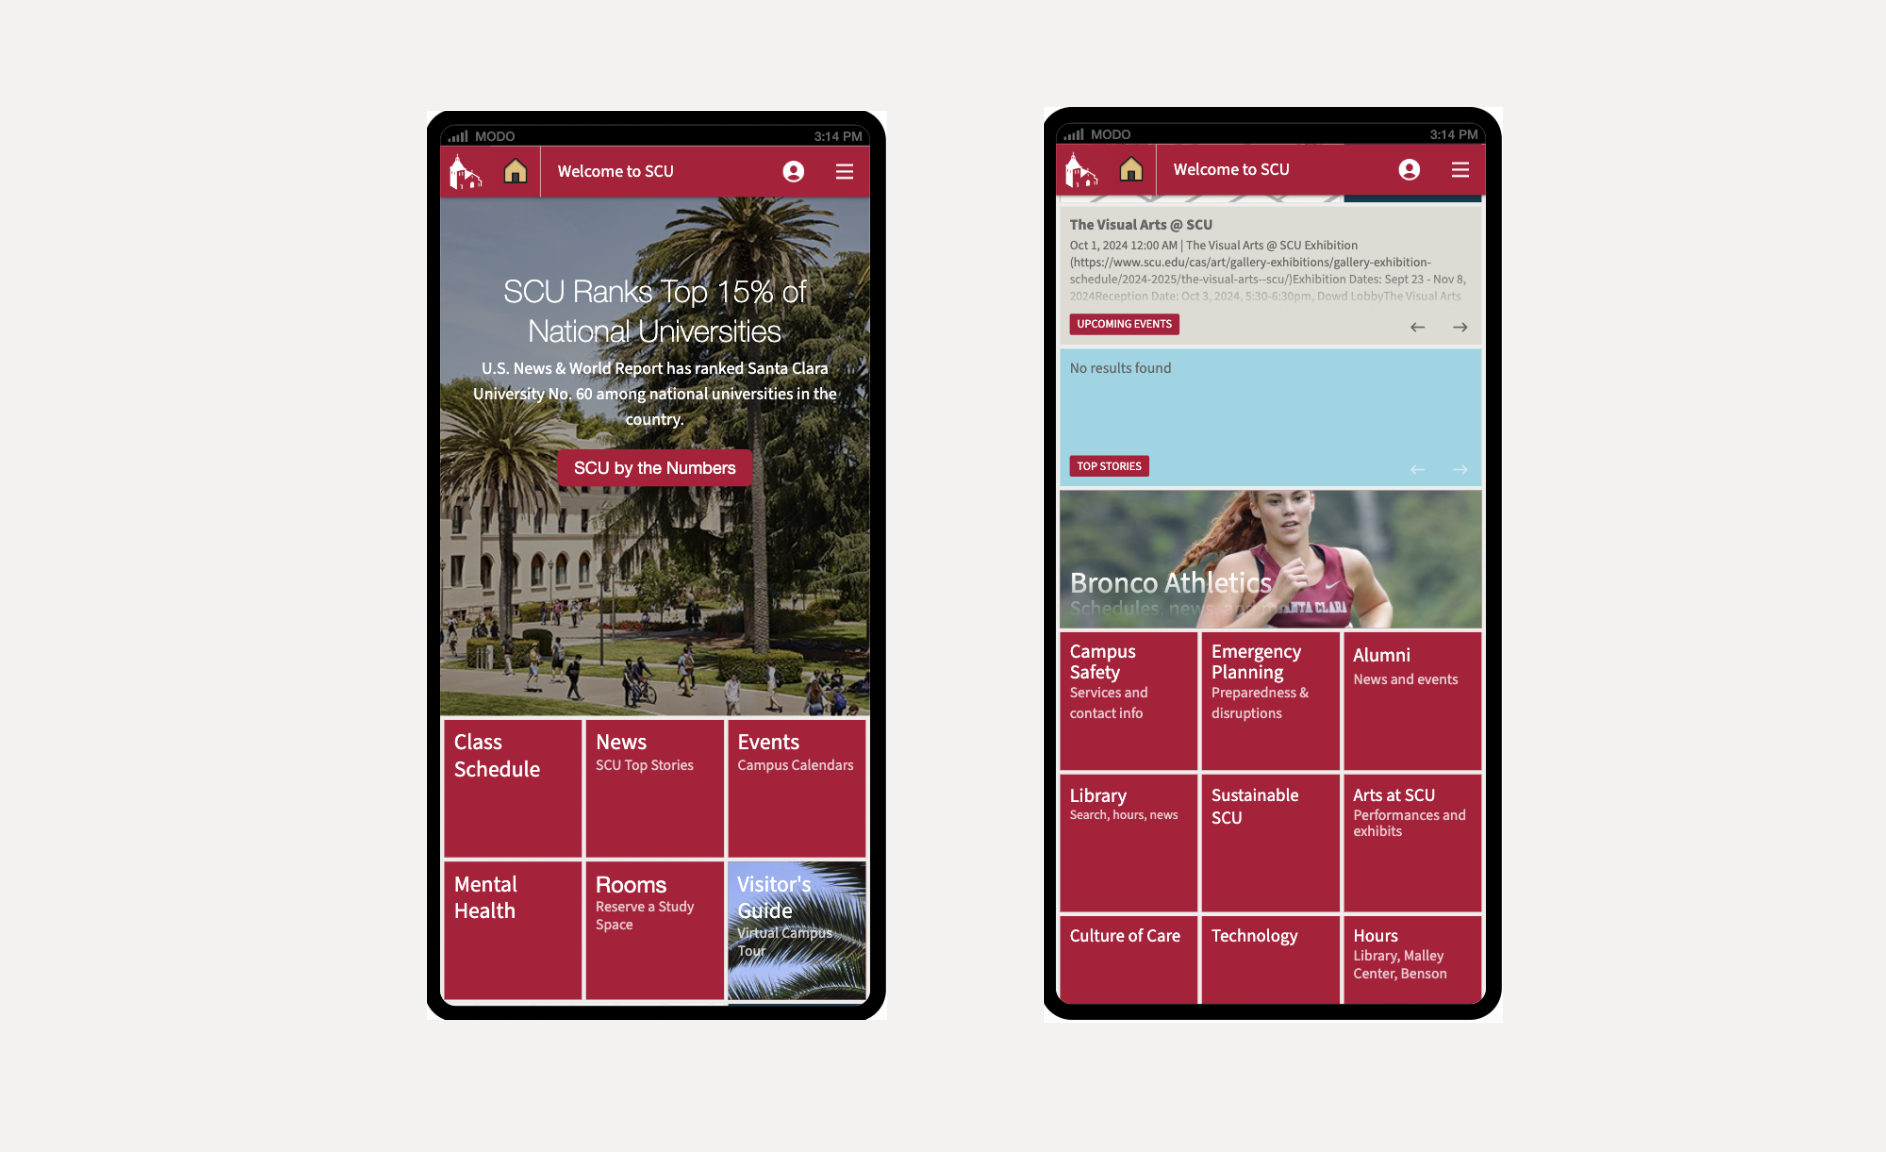 MODO 3:14 PM
Welcome to SCU
SCU Ranks Top 15% of
National Universities
U.S. News & World Report has ranked Santa Clara
University No. 60 among national universities in the
country.
SCU by the Numbers
Class
Schedule
News
SCU Top Stories
Events
Campus Calendars
Mental
Health
Rooms
Reserve a Study
Space
Visitor's
Guide
Virtual Campus
Tour
MODO 3:14 PM
Welcome to SCU
The Visual Arts @ SCU
Oct 1, 2024 12:00 AM | The Visual Arts @ SCU Exhibition
(https://www.scu.edu/cas/art/gallery-exhibitions/gallery-exhibition-
schedule/2024-2025/the-visual-arts--scu/)Exhibition Dates: Sept 23 - Nov 8,
2024Reception Date: Oct 3, 2024, 5:30-6:30pm, Dowd LobbyThe Visual Arts
UPCOMING EVENTS
No results found
TOP STORIES
Bronco Athletics
Schedules, news, and
SANTA CLARA
Campus
Safety
Services and
contact info
Emergency
Planning
Preparedness &
disruptions
Alumni
News and events
Library
Search, hours, news
Sustainable
SCU
Arts at SCU
Performances and
exhibits
Culture of Care
Technology
Hours
Library, Malley
Center, Benson